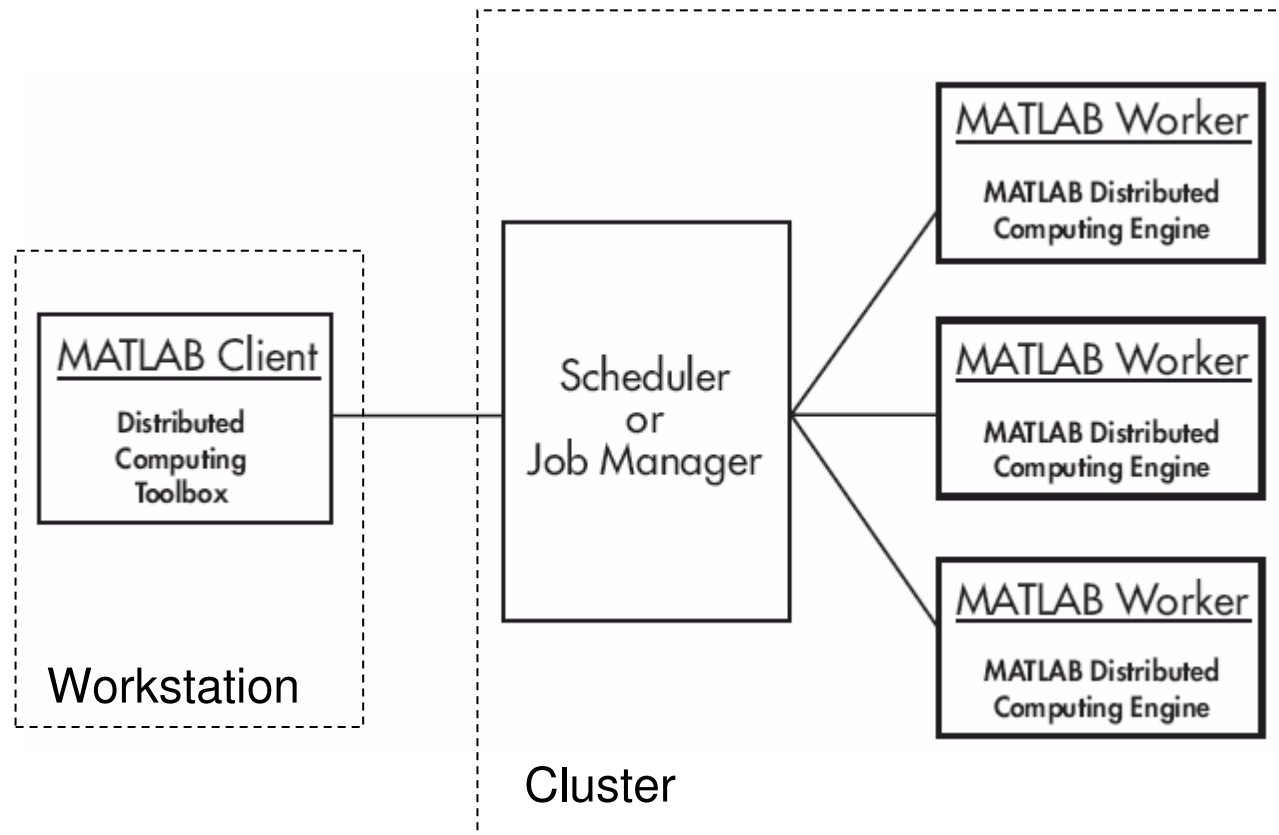 MATLAB Client
Distributed
Computing
Toolbox
Workstation
Scheduler
or
Job Manager
MATLAB Worker
MATLAB Distributed
Computing Engine
MATLAB Worker
MATLAB Distributed
Computing Engine
MATLAB Worker
MATLAB Distributed
Computing Engine
Cluster